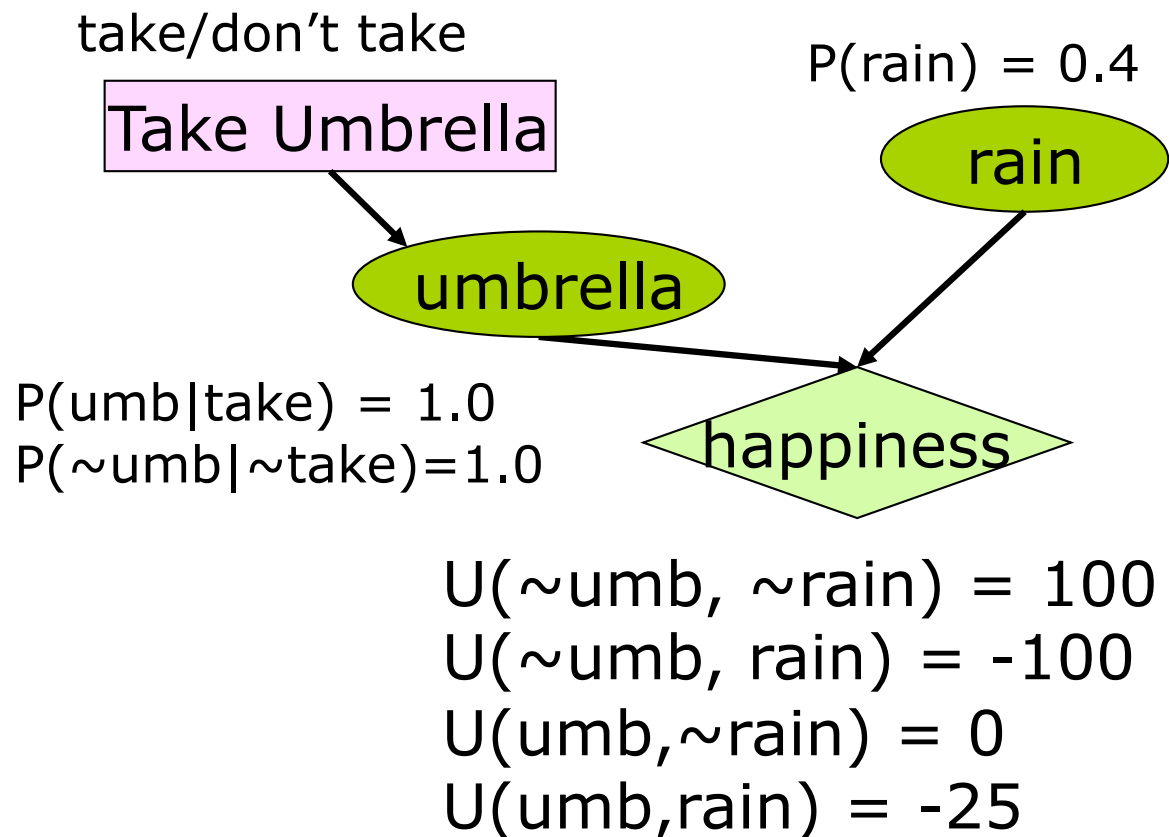 take/don’t take
P(rain) = 0.4
Take Umbrella
rain
umbrella
P(umb|take) = 1.0
P(~umb|~take)=1.0
happiness
U(~umb, ~rain) = 100
U(~umb, rain) = -100
U(umb,~rain) = 0
U(umb,rain) = -25